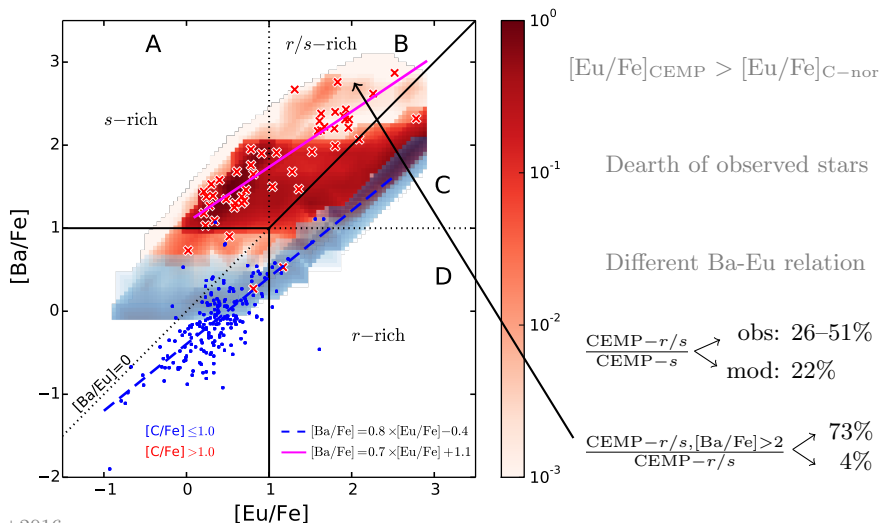 A
B
r/s−rich
s−rich
C
D
r−rich
[Ba/Eu]=0
[C/Fe] ≤1.0
[C/Fe] >1.0
[Ba/Fe]=0.8×[Eu/Fe]−0.4
[Ba/Fe]=0.7×[Eu/Fe]+1.1
3
2
1
0
−1
−2
[Ba/Fe]
−1
0
1
2
3
[Eu/Fe]
10^0
10^-1
10^-2
10^-3
[Eu/Fe]CEMP > [Eu/Fe]C−nor
Dearth of observed stars
Different Ba-Eu relation
CEMP−r/s
CEMP−s
obs: 26–51%
mod: 22%
CEMP−r/s,[Ba/Fe]>2
CEMP−r/s
73%
4%